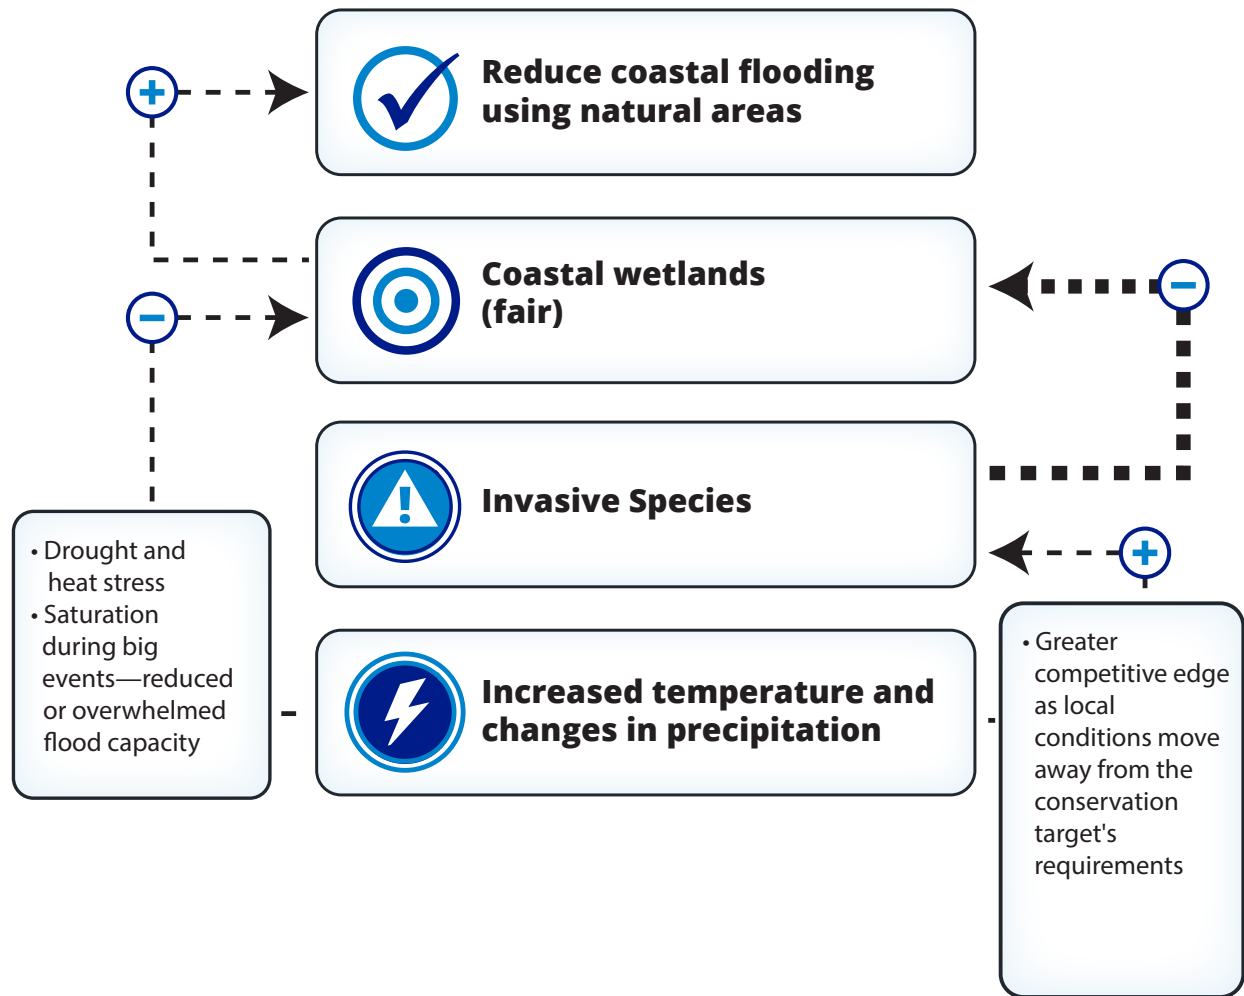 Reduce coastal flooding
using natural areas
Coastal wetlands
(fair)
Invasive Species
• Drought and
heat stress
• Saturation
during big
events—reduced
or overwhelmed
flood capacity
Increased temperature and
changes in precipitation
• Greater
competitive edge
as local
conditions move
away from the
conservation
target's
requirements